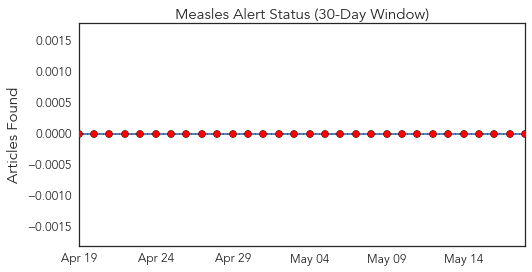 Measles Alert Status (30-Day Window)
Articles Found
0.0015
0.0010
0.0005
0.0000
−0.0005
−0.0010
−0.0015
Apr 19 Apr 24 Apr 29 May 04 May 09 May 14